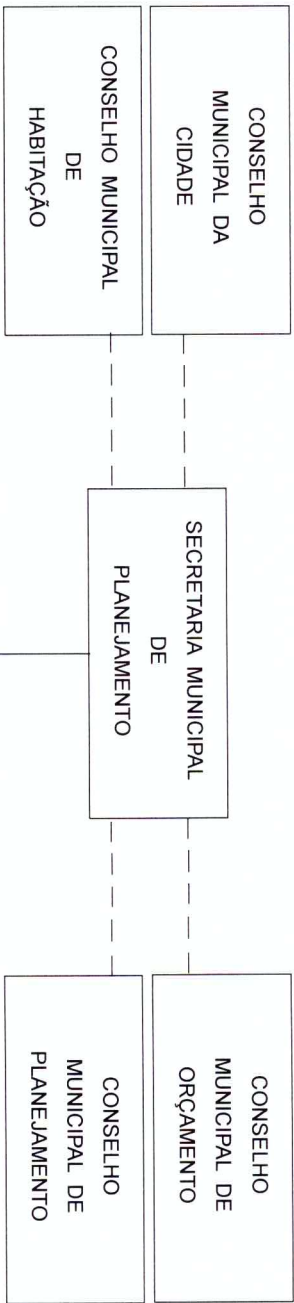 CONSELHO
MUNICIPAL DA
CIDADE
CONSELHO MUNICIPAL
DE
HABITAÇÃO
SECRETARIA MUNICIPAL
DE
PLANEJAMENTO
CONSELHO
MUNICIPAL DE
ORÇAMENTO
CONSELHO
MUNICIPAL DE
PLANEJAMENTO